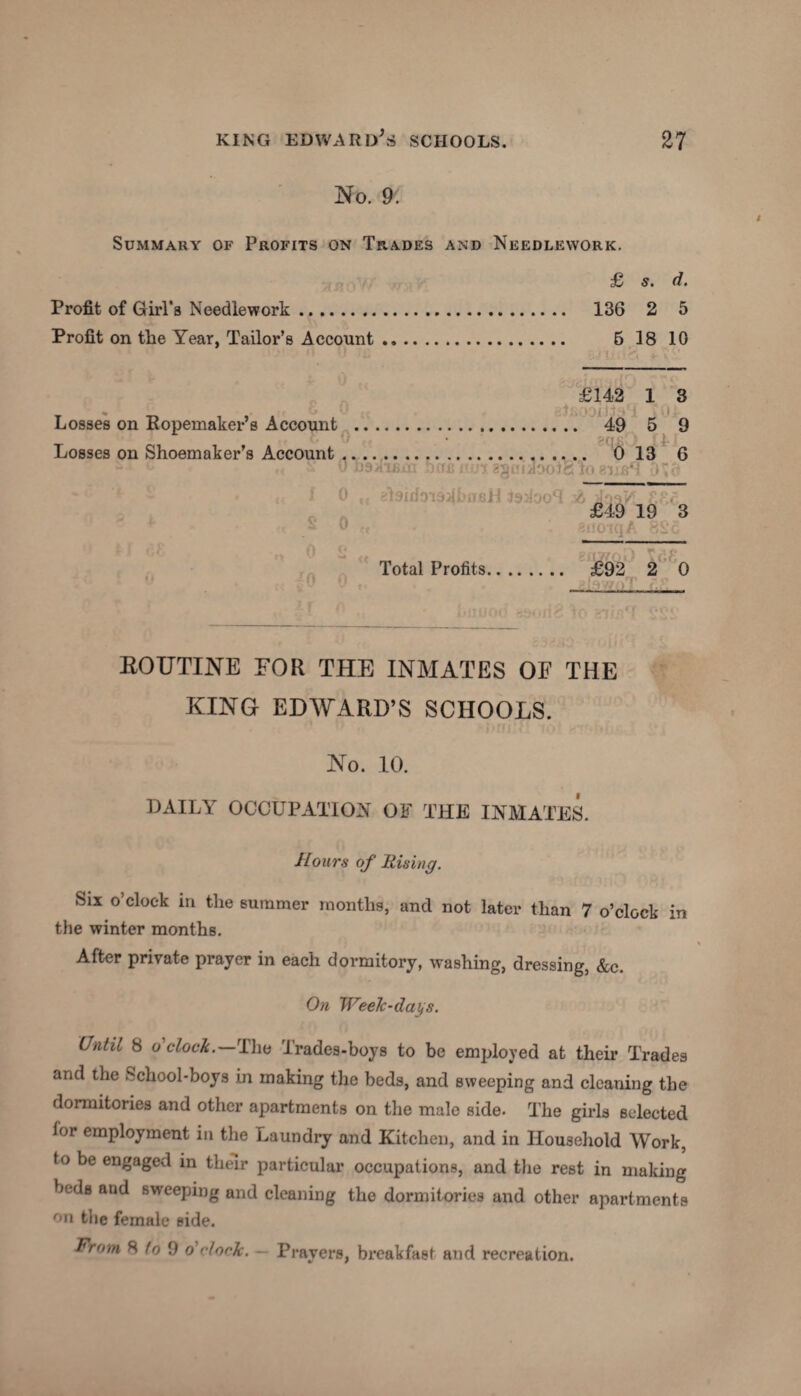 KING EDWARD'S SCHOOLS. 27
No. 9.
SUMMARY OF PROFITS ON TRADES AND NEEDLEWORK.
£ s. d.
Profit of Girl's Needlework .......................... 136 2 5
Profit on the Year, Tailor's Account .................... 5 18 10
£142 1 3
Losses on Ropemaker's Account ........................ 49 5 9
Losses on Shoemaker's Account ........................ 0 13 6
£49 19 3
Total Profits......... £92 2 0
ROUTINE FOR THE INMATES OF THE
KING EDWARD'S SCHOOLS.
No. 10.
DAILY OCCUPATION OF THE INMATES.
Hours of Rising.
Six o'clock in the summer months, and not later than 7 o'clock in
the winter months.
After private prayer in each dormitory, washing, dressing, &c.
On Week-days.
Until 8 o'clock.—The Trades-boys to be employed at their Trades
and the School-boys in making the beds, and sweeping and cleaning the
dormitories and other apartments on the male side. The girls selected
for employment in the Laundry and Kitchen, and in Household Work,
to be engaged in their particular occupations, and the rest in making
beds and sweeping and cleaning the dormitories and other apartments
on the female side.
From 8 to 9 o'clock. — Prayers, breakfast and recreation.